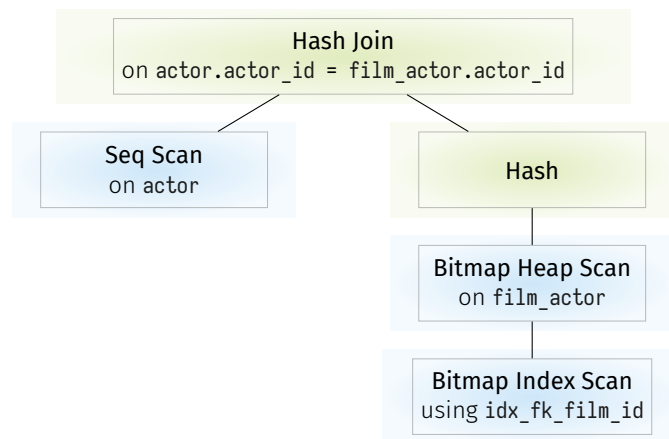 Hash Join
on actor.actor_id = film_actor.actor_id
Seq Scan
on actor
Hash
Bitmap Heap Scan
on film_actor
Bitmap Index Scan
using idx_fk_film_id